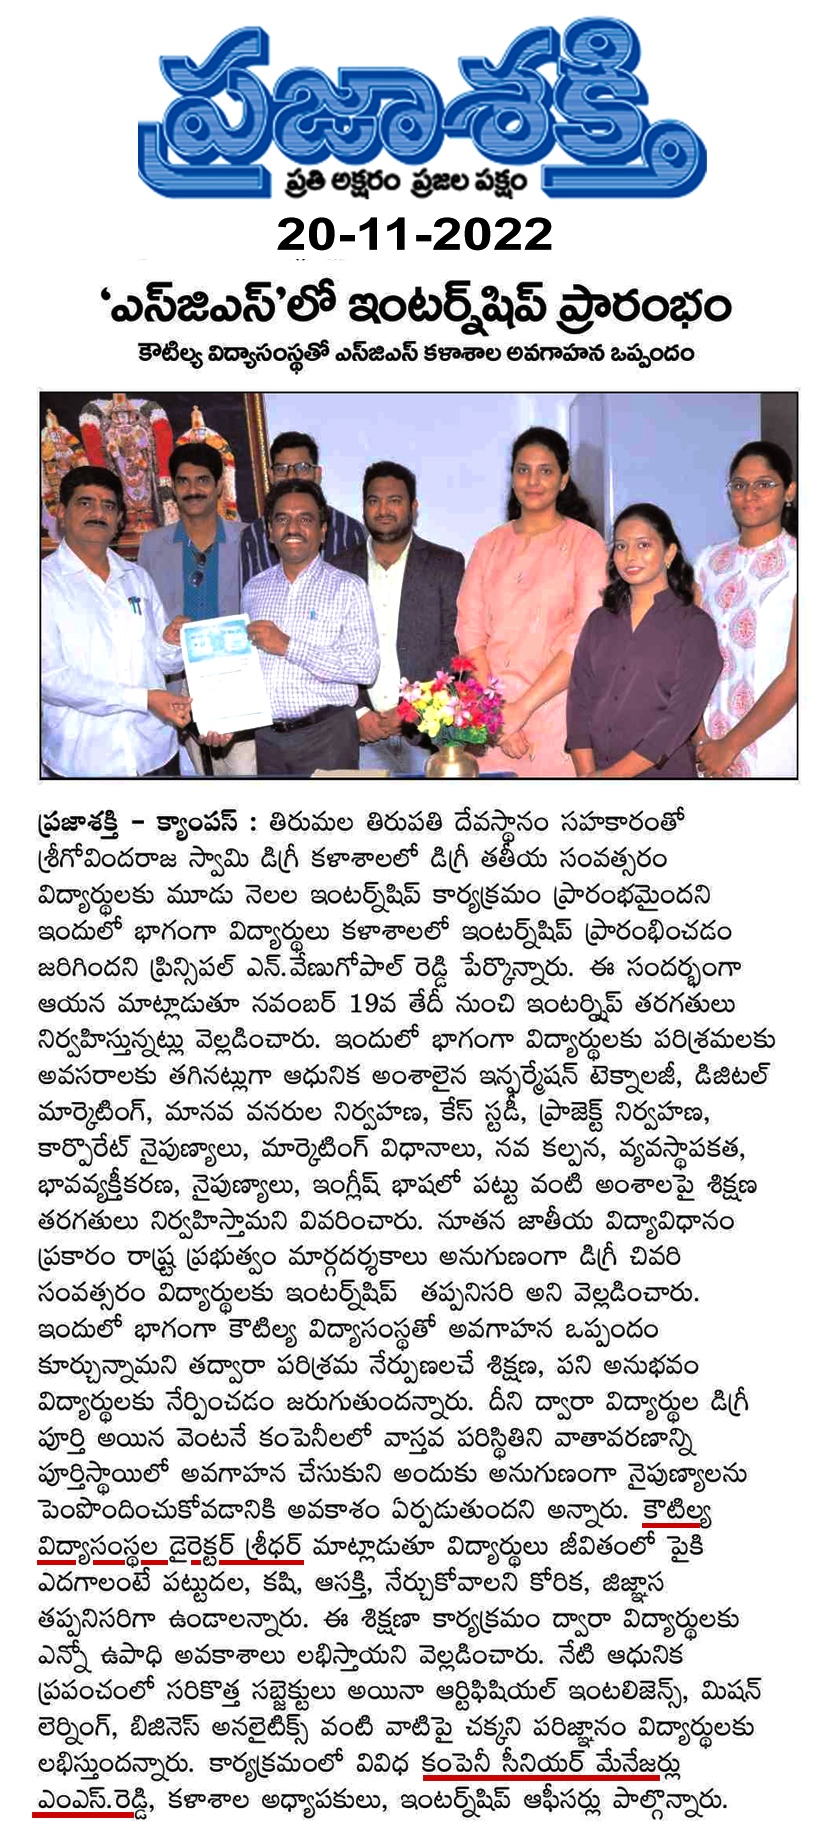 ప్రజాశక్తి
ప్రతి అక్షరం ప్రజల పక్షం
20-11-2022
‘ఎస్‌జిఎస్’లో ఇంటర్న్‌షిప్ ప్రారంభం
కౌటిల్య విద్యాసంస్థతో ఎస్‌జిఎస్ కళాశాల అవగాహన ఒప్పందం
ప్రజాశక్తి - క్యాంపస్ : తిరుమల తిరుపతి దేవస్థానం సహకారంతో
శ్రీగోవిందరాజ స్వామి డిగ్రీ కళాశాలలో డిగ్రీ తతీయ సంవత్సరం
విద్యార్థులకు మూడు నెలల ఇంటర్న్‌షిప్ కార్యక్రమం ప్రారంభమైందని
ఇందులో భాగంగా విద్యార్థులు కళాశాలలో ఇంటర్న్‌షిప్ ప్రారంభించడం
జరిగిందని ప్రిన్సిపల్ ఎన్.వేణుగోపాల్ రెడ్డి పేర్కొన్నారు. ఈ సందర్భంగా
ఆయన మాట్లాడుతూ నవంబర్ 19వ తేదీ నుంచి ఇంటర్న్షిప్ తరగతులు
నిర్వహిస్తున్నట్లు వెల్లడించారు. ఇందులో భాగంగా విద్యార్థులకు పరిశ్రమలకు
అవసరాలకు తగినట్లుగా ఆధునిక అంశాలైన ఇన్ఫర్మేషన్ టెక్నాలజీ, డిజిటల్
మార్కెటింగ్, మానవ వనరుల నిర్వహణ, కేస్ స్టడీ, ప్రాజెక్ట్ నిర్వహణ,
కార్పొరేట్ నైపుణ్యాలు, మార్కెటింగ్ విధానాలు, నవ కల్పన, వ్యవస్థాపకత,
భావవ్యక్తీకరణ, నైపుణ్యాలు, ఇంగ్లీష్ భాషలో పట్టు వంటి అంశాలపై శిక్షణ
తరగతులు నిర్వహిస్తామని వివరించారు. నూతన జాతీయ విద్యావిధానం
ప్రకారం రాష్ట్ర ప్రభుత్వం మార్గదర్శకాలు అనుగుణంగా డిగ్రీ చివరి
సంవత్సరం విద్యార్థులకు ఇంటర్న్‌షిప్ తప్పనిసరి అని వెల్లడించారు.
ఇందులో భాగంగా కౌటిల్య విద్యాసంస్థతో అవగాహన ఒప్పందం
కూర్చున్నామని తద్వారా పరిశ్రమ నేర్పుణలచే శిక్షణ, పని అనుభవం
విద్యార్థులకు నేర్పించడం జరుగుతుందన్నారు. దీని ద్వారా విద్యార్థుల డిగ్రీ
పూర్తి అయిన వెంటనే కంపెనీలలో వాస్తవ పరిస్థితిని వాతావరణాన్ని
పూర్తిస్థాయిలో అవగాహన చేసుకుని అందుకు అనుగుణంగా నైపుణ్యాలను
పెంపొందించుకోవడానికి అవకాశం ఏర్పడుతుందని అన్నారు. కౌటిల్య
విద్యాసంస్థల డైరెక్టర్ శ్రీధర్ మాట్లాడుతూ విద్యార్థులు జీవితంలో పైకి
ఎదగాలంటే పట్టుదల, కషి, ఆసక్తి, నేర్చుకోవాలని కోరిక, జిజ్ఞాస
తప్పనిసరిగా ఉండాలన్నారు. ఈ శిక్షణా కార్యక్రమం ద్వారా విద్యార్థులకు
ఎన్నో ఉపాధి అవకాశాలు లభిస్తాయని వెల్లడించారు. నేటి ఆధునిక
ప్రపంచంలో సరికొత్త సబ్జెక్టులు అయినా ఆర్టిఫిషియల్ ఇంటలిజెన్స్, మిషన్
లెర్నింగ్, బిజినెస్ అనలైటిక్స్ వంటి వాటిపై చక్కని పరిజ్ఞానం విద్యార్థులకు
లభిస్తుందన్నారు. కార్యక్రమంలో వివిధ కంపెనీ సీనియర్ మేనేజర్లు
ఎంఎస్.రెడ్డి, కళాశాల అధ్యాపకులు, ఇంటర్న్‌షిప్ ఆఫీసర్లు పాల్గొన్నారు.